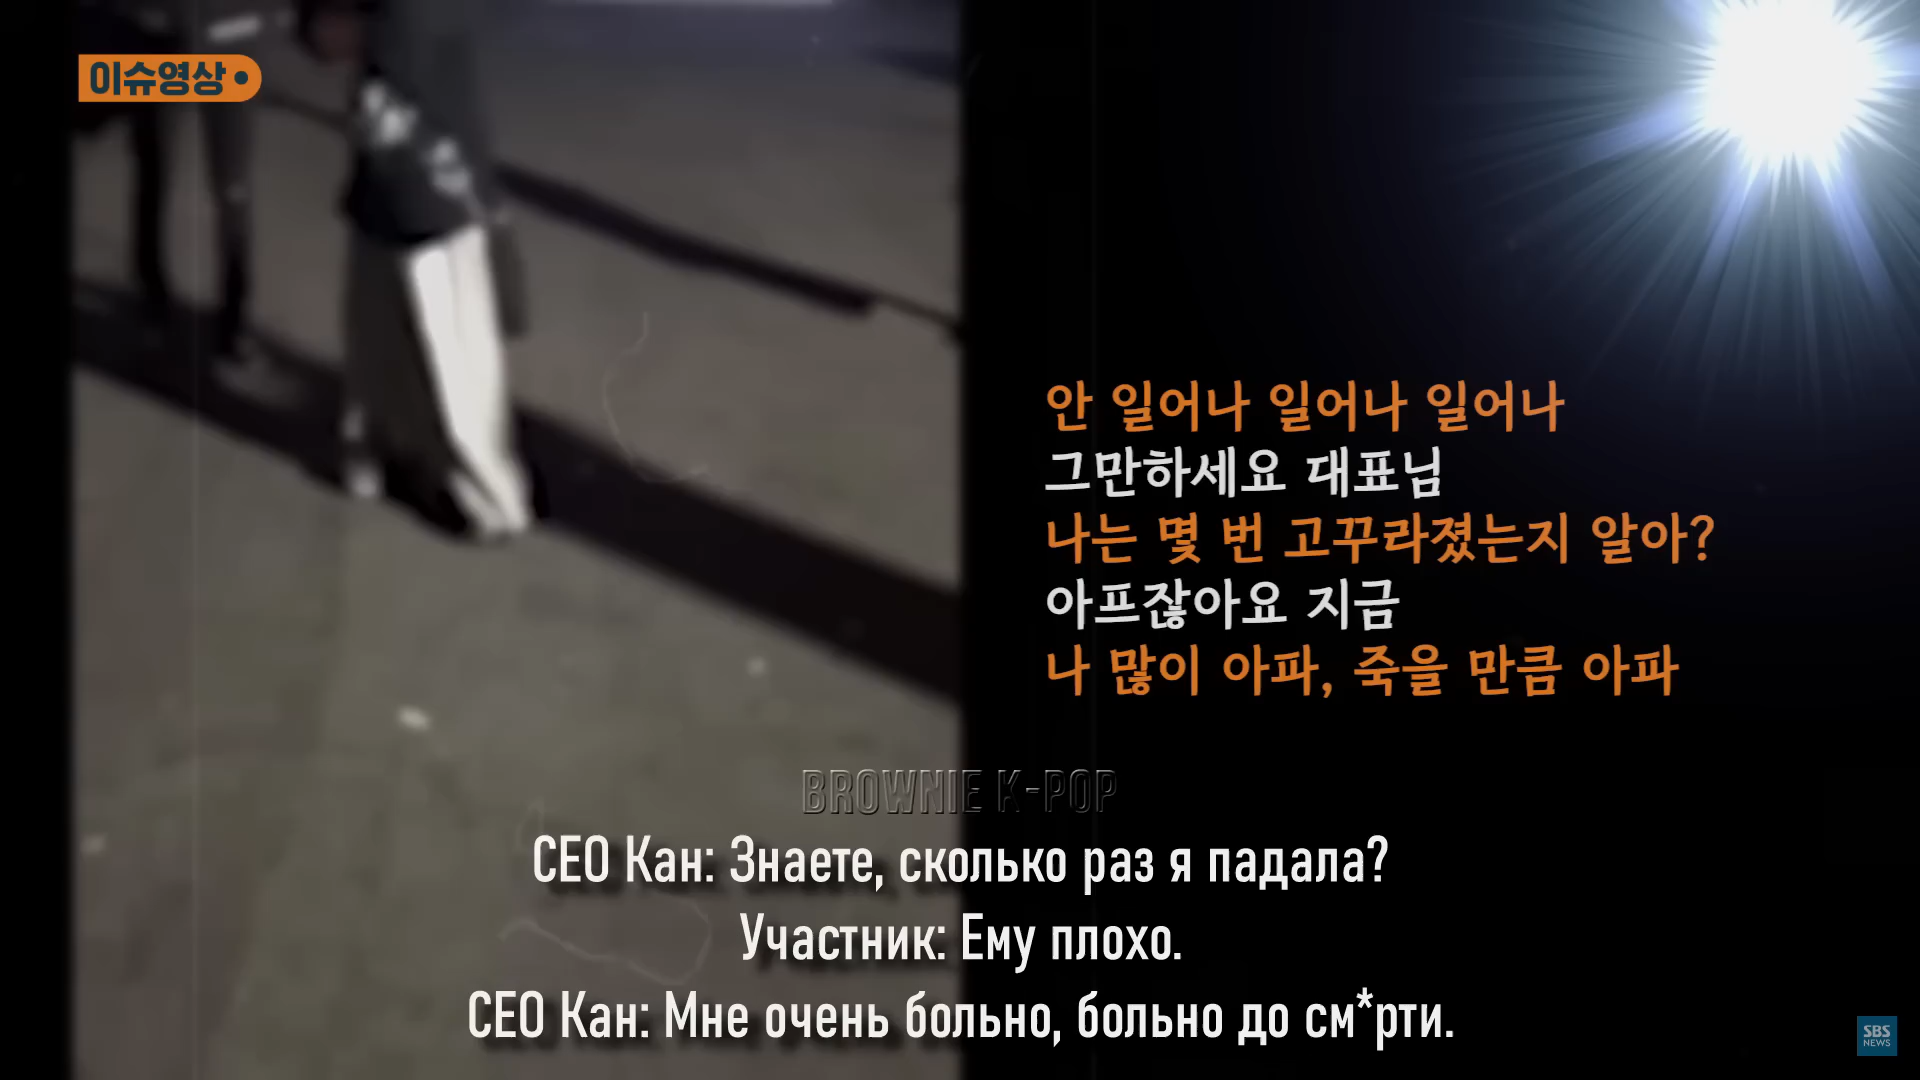 이슈영상
안 일어나 일어나 일어나
그만하세요 대표님
나는 몇 번 고꾸라졌는지 알아?
아프잖아요 지금
나 많이 아파, 죽을 만큼 아파
BROWNIE K-POP
CEO Кан: Знаете, сколько раз я падала?
Участник: Ему плохо.
CEO Кан: Мне очень больно, больно до см*рти.
SBS
NEWS